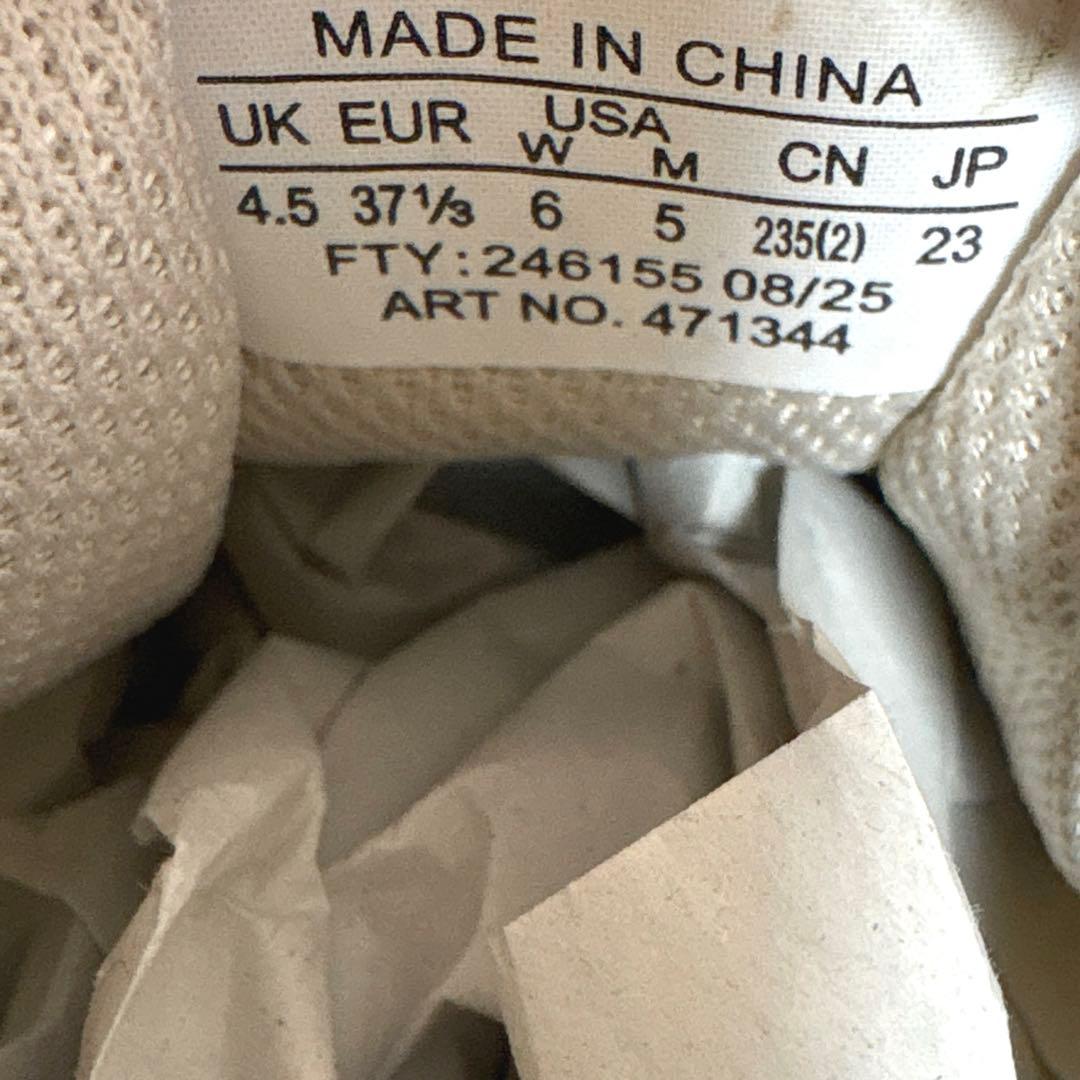 MADE IN CHINA
UK EUR USA CN JP
W M
4.5 37⅓ 6 5 235(2) 23
FTY: 246155 08/25
ART NO. 471344